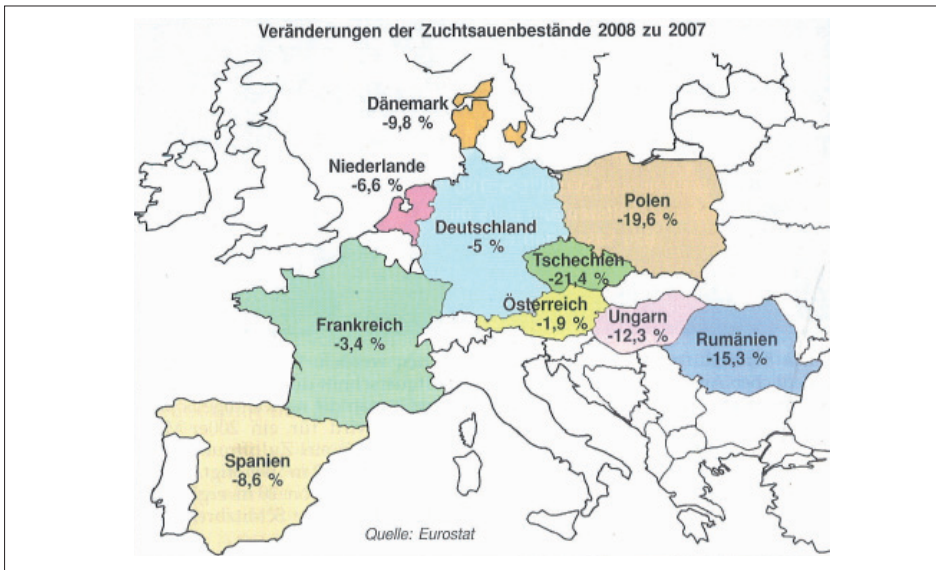 Veränderungen der Zuchtsauenbestände 2008 zu 2007
Dänemark
-9,8 %
Niederlande
-6,6 %
Polen
-19,6 %
Deutschland
-5 %
Tschechien
-21,4 %
Österreich
-1,9 %
Ungarn
-12,3 %
Frankreich
-3,4 %
Rumänien
-15,3 %
Spanien
-8,6 %
Quelle: Eurostat